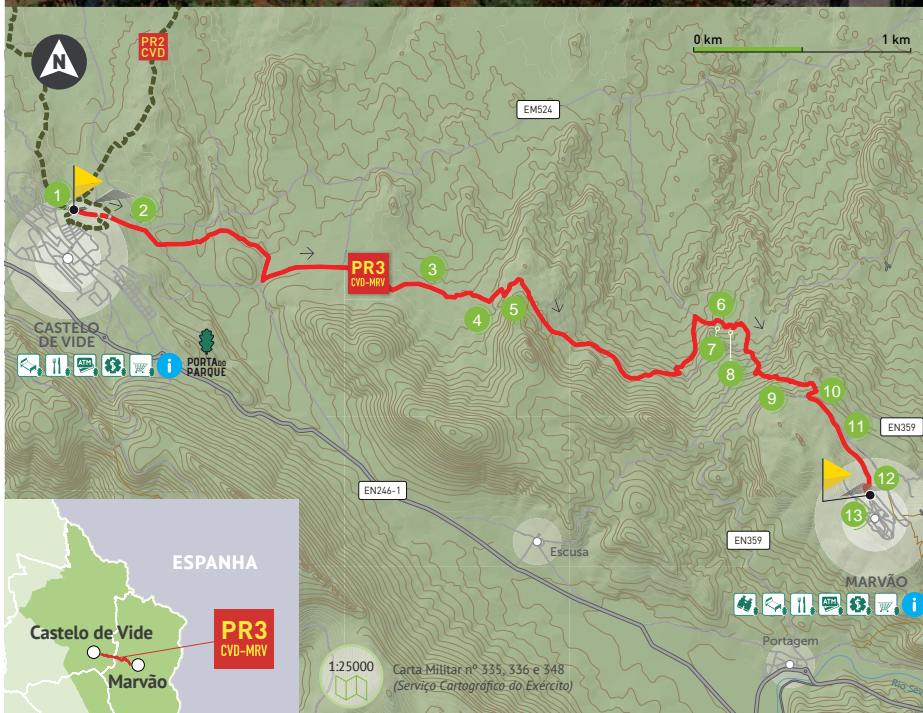 N
PR2
CVD
0 km
1 km
EM524
1
2
PR3
CVD-MRV
3
4
5
6
7
8
9
10
11
12
13
CASTELO
DE VIDE
ATM
i
PORTA DO
PARQUE
EN359
EN246-1
EN359
Escusa
MARVÃO
ATM
i
Portagem
ESPANHA
PR3
CVD-MRV
Castelo de Vide
Marvão
1:25000
Carta Militar nº 335, 336 e 348
(Serviço Cartográfico do Exército)